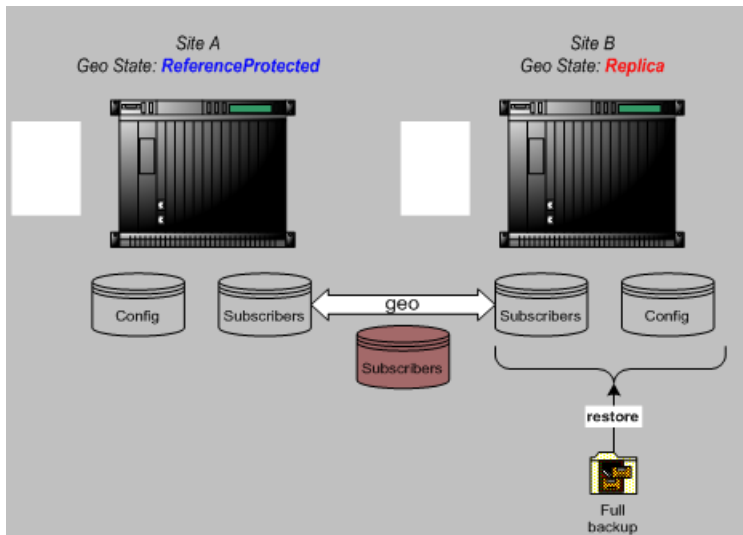 Site A
Geo State: ReferenceProtected
Site B
Geo State: Replica
Config
Subscribers
geo
Subscribers
Config
Subscribers
restore
Full
backup